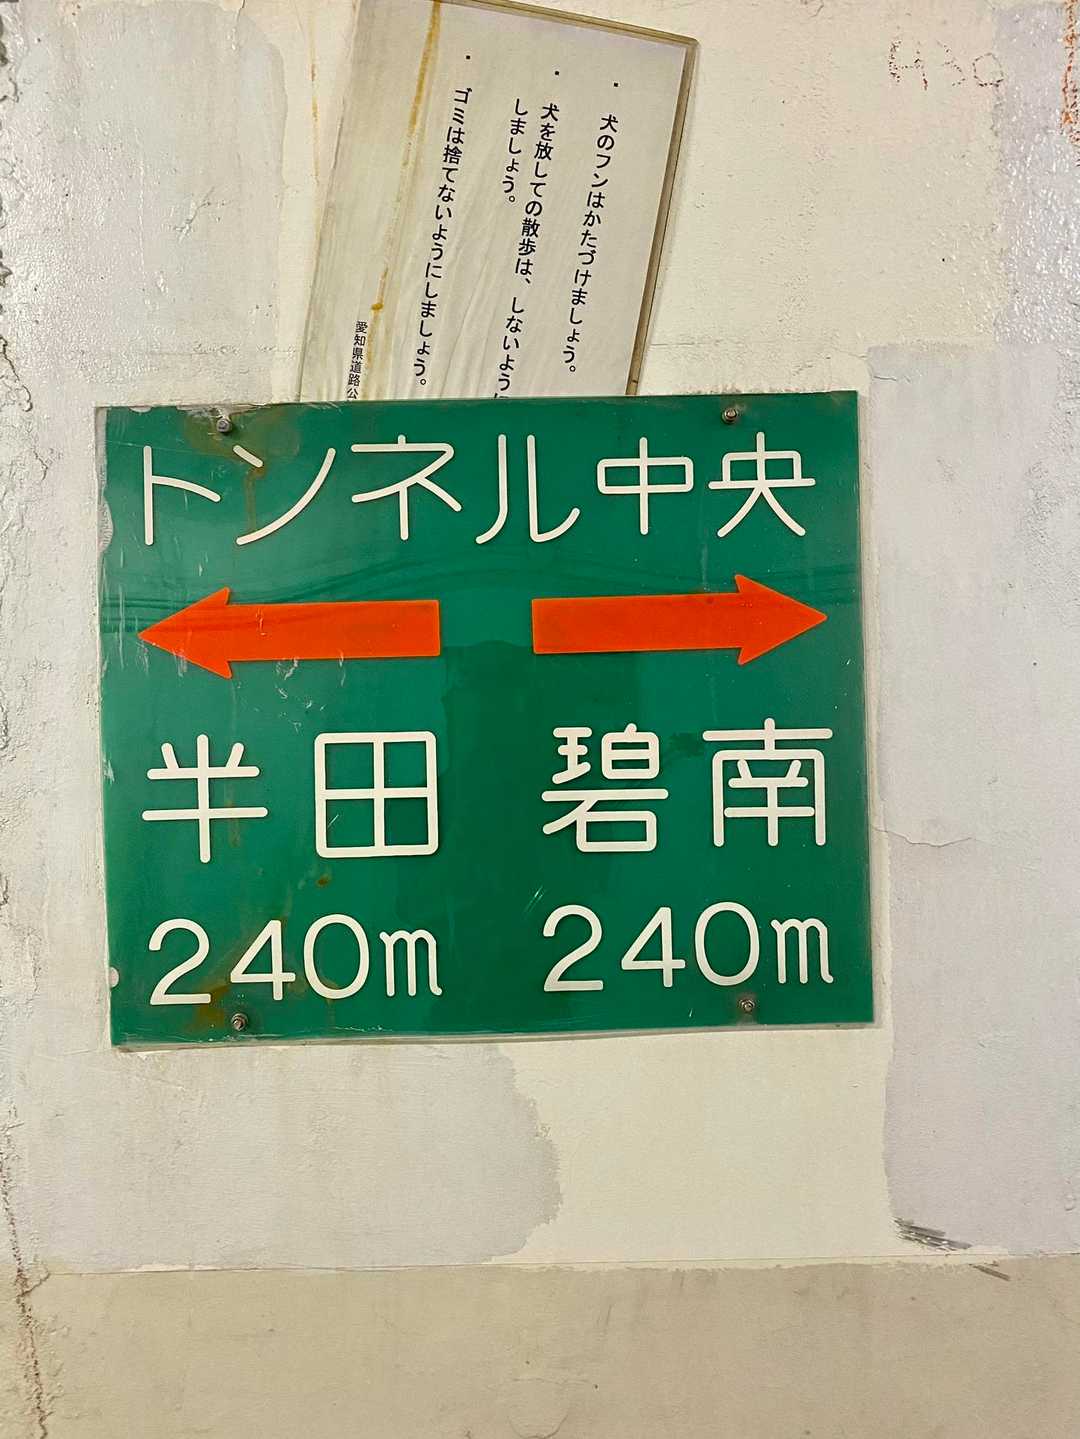 ・犬のフンはかたづけましょう。
・犬を放しての散歩は、しないように
しましょう。
・ゴミは捨てないようにしましょう。
愛知県道路公
トンネル中央
半田 碧南
240m 240m